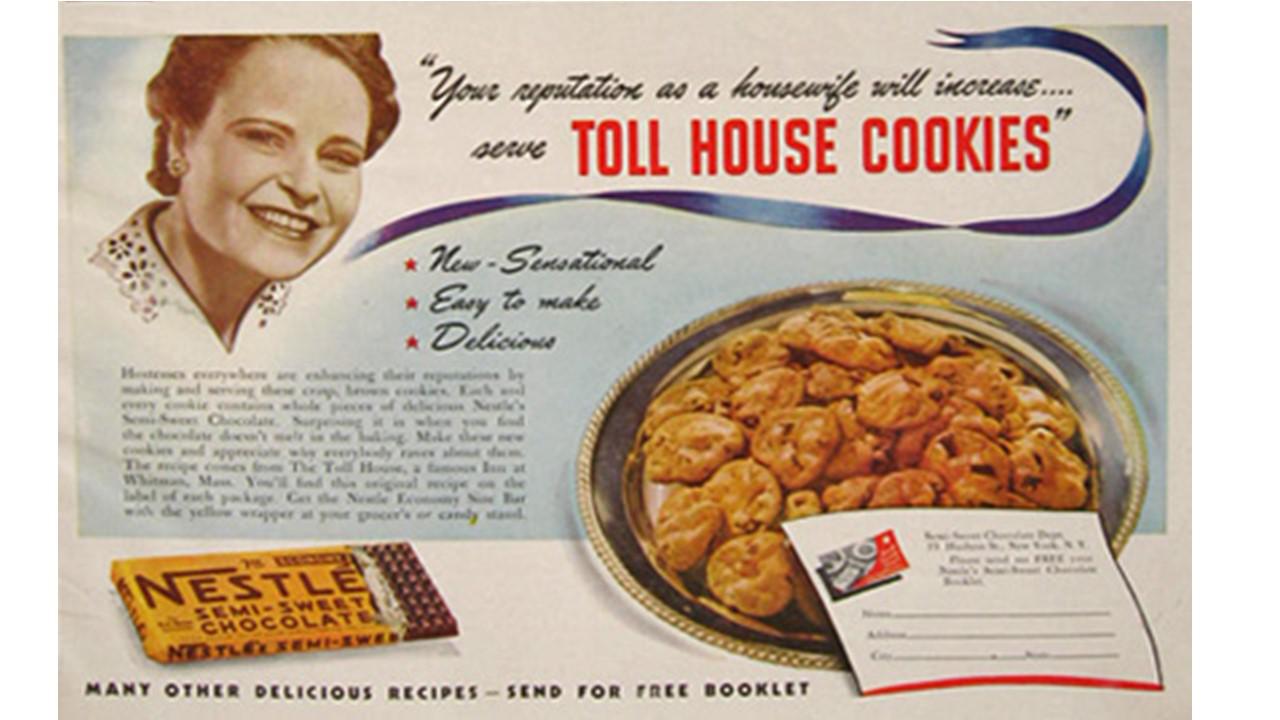 "Your reputation as a housewife will increase....
serve TOLL HOUSE COOKIES"
★ New-Sensational
★ Easy to make
★ Delicious
Hostesses everywhere are enhancing their reputations by
making and serving these crisp, brown cookies. Each and
every cookie contains whole pieces of delicious Nestle's
Semi-Sweet Chocolate. Surprising it is when you find
the chocolate doesn't melt in the baking. Make these new
cookies and appreciate why everybody raves about them.
The recipe comes from The Toll House, a famous Inn at
Whitman, Mass. You'll find this original recipe on the
label of each package. Get the Nestle Economy Size Bar
with the yellow wrapper at your grocer's or candy stand.
NESTLÉ
SEMI-SWEET
CHOCOLATE
NESTLÉ'S SEMI-SWEE
Semi-Sweet Chocolate Dept.
Hudson St., New York, N. Y.
Please send me FREE your
Nestle's Semi-Sweet Chocolate
Booklet.
Name
Address
City State
MANY OTHER DELICIOUS RECIPES — SEND FOR FREE BOOKLET